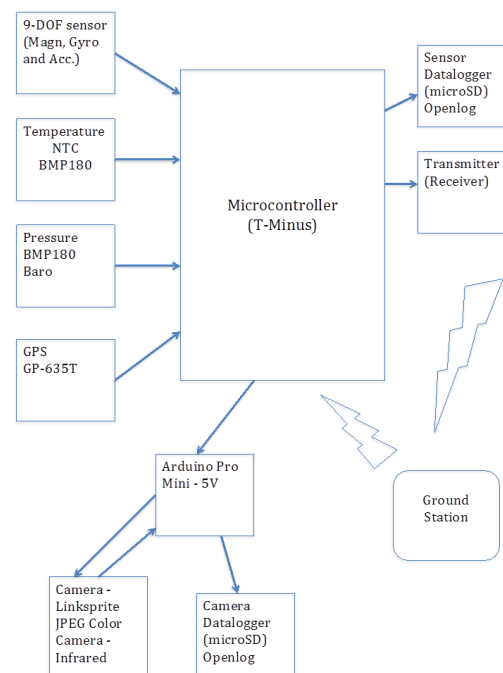 9-DOF sensor
(Magn, Gyro
and Acc.)
Temperature
NTC
BMP180
Pressure
BMP180
Baro
GPS
GP-635T
Microcontroller
(T-Minus)
Sensor
Datalogger
(microSD)
Openlog
Transmitter
(Receiver)
Arduino Pro
Mini - 5V
Ground
Station
Camera -
Linksprite
JPEG Color
Camera -
Infrared
Camera
Datalogger
(microSD)
Openlog